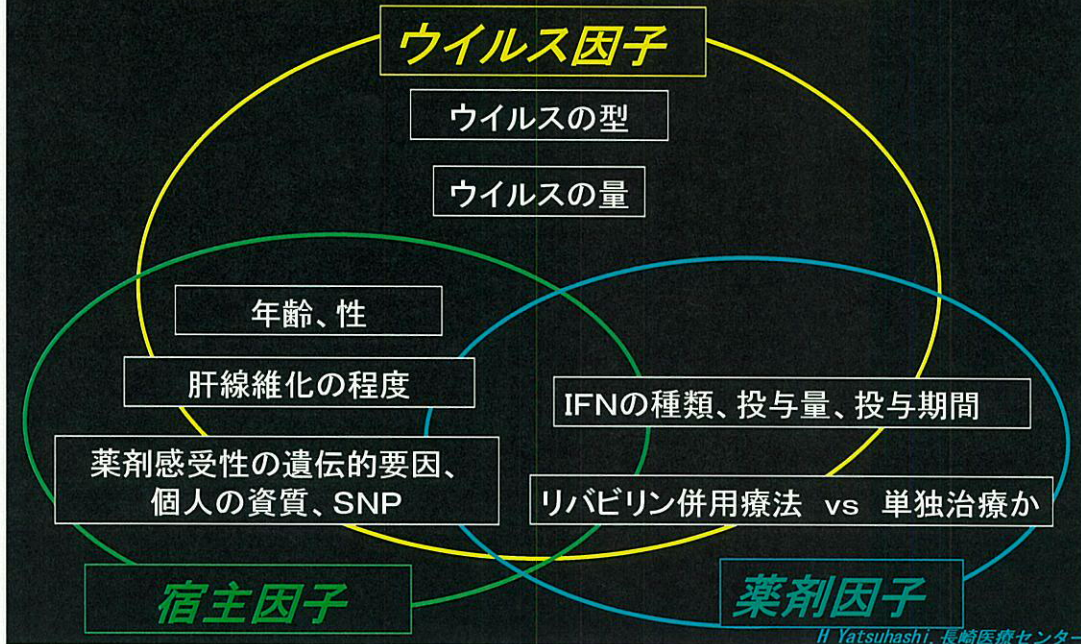 ウイルス因子
ウイルスの型
ウイルスの量
年齢、性
肝線維化の程度
薬剤感受性の遺伝的要因、
個人の資質、SNP
IFNの種類、投与量、投与期間
リバビリン併用療法 vs 単独治療か
宿主因子
薬剤因子
H Yatsuhashi, 長崎医療センター